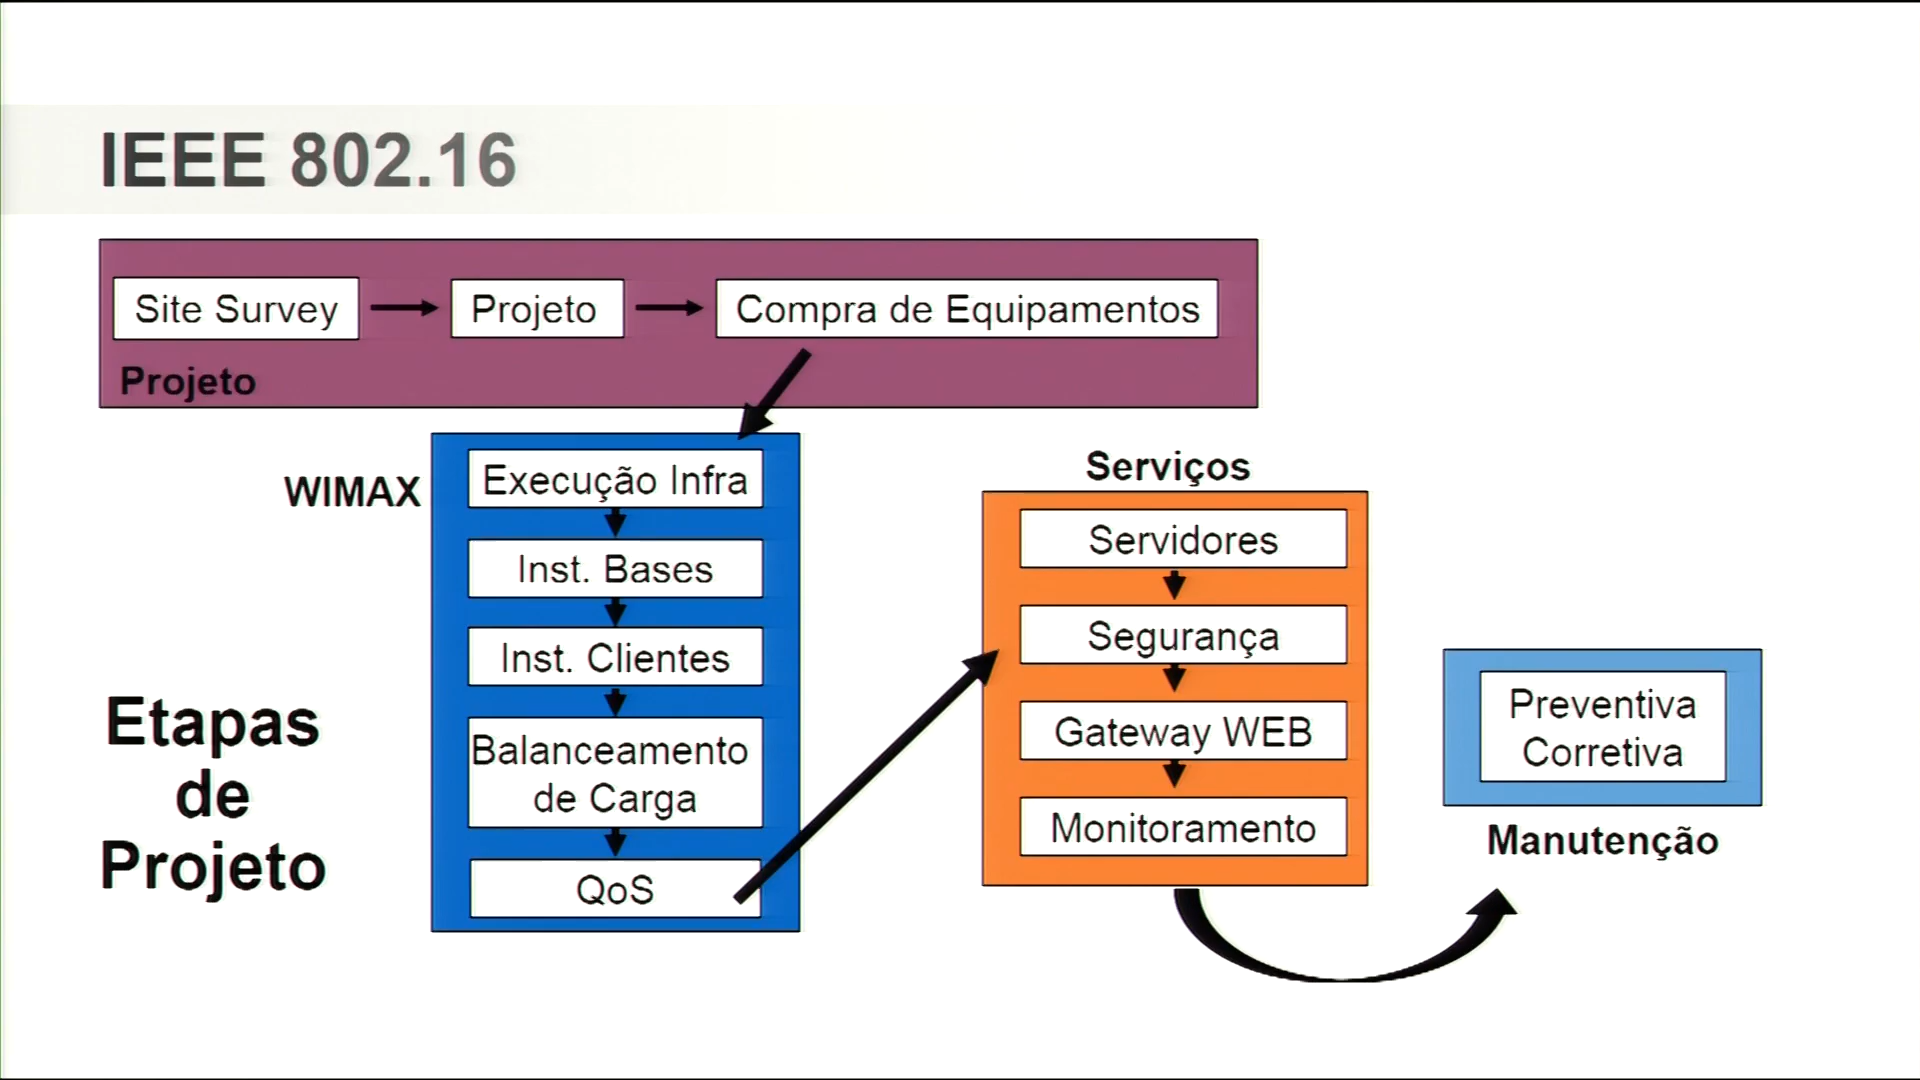 IEEE 802.16
Site Survey
Projeto
Compra de Equipamentos
Projeto
WIMAX
Execução Infra
Inst. Bases
Inst. Clientes
Balanceamento
de Carga
QoS
Serviços
Servidores
Segurança
Gateway WEB
Monitoramento
Preventiva
Corretiva
Manutenção
Etapas
de
Projeto